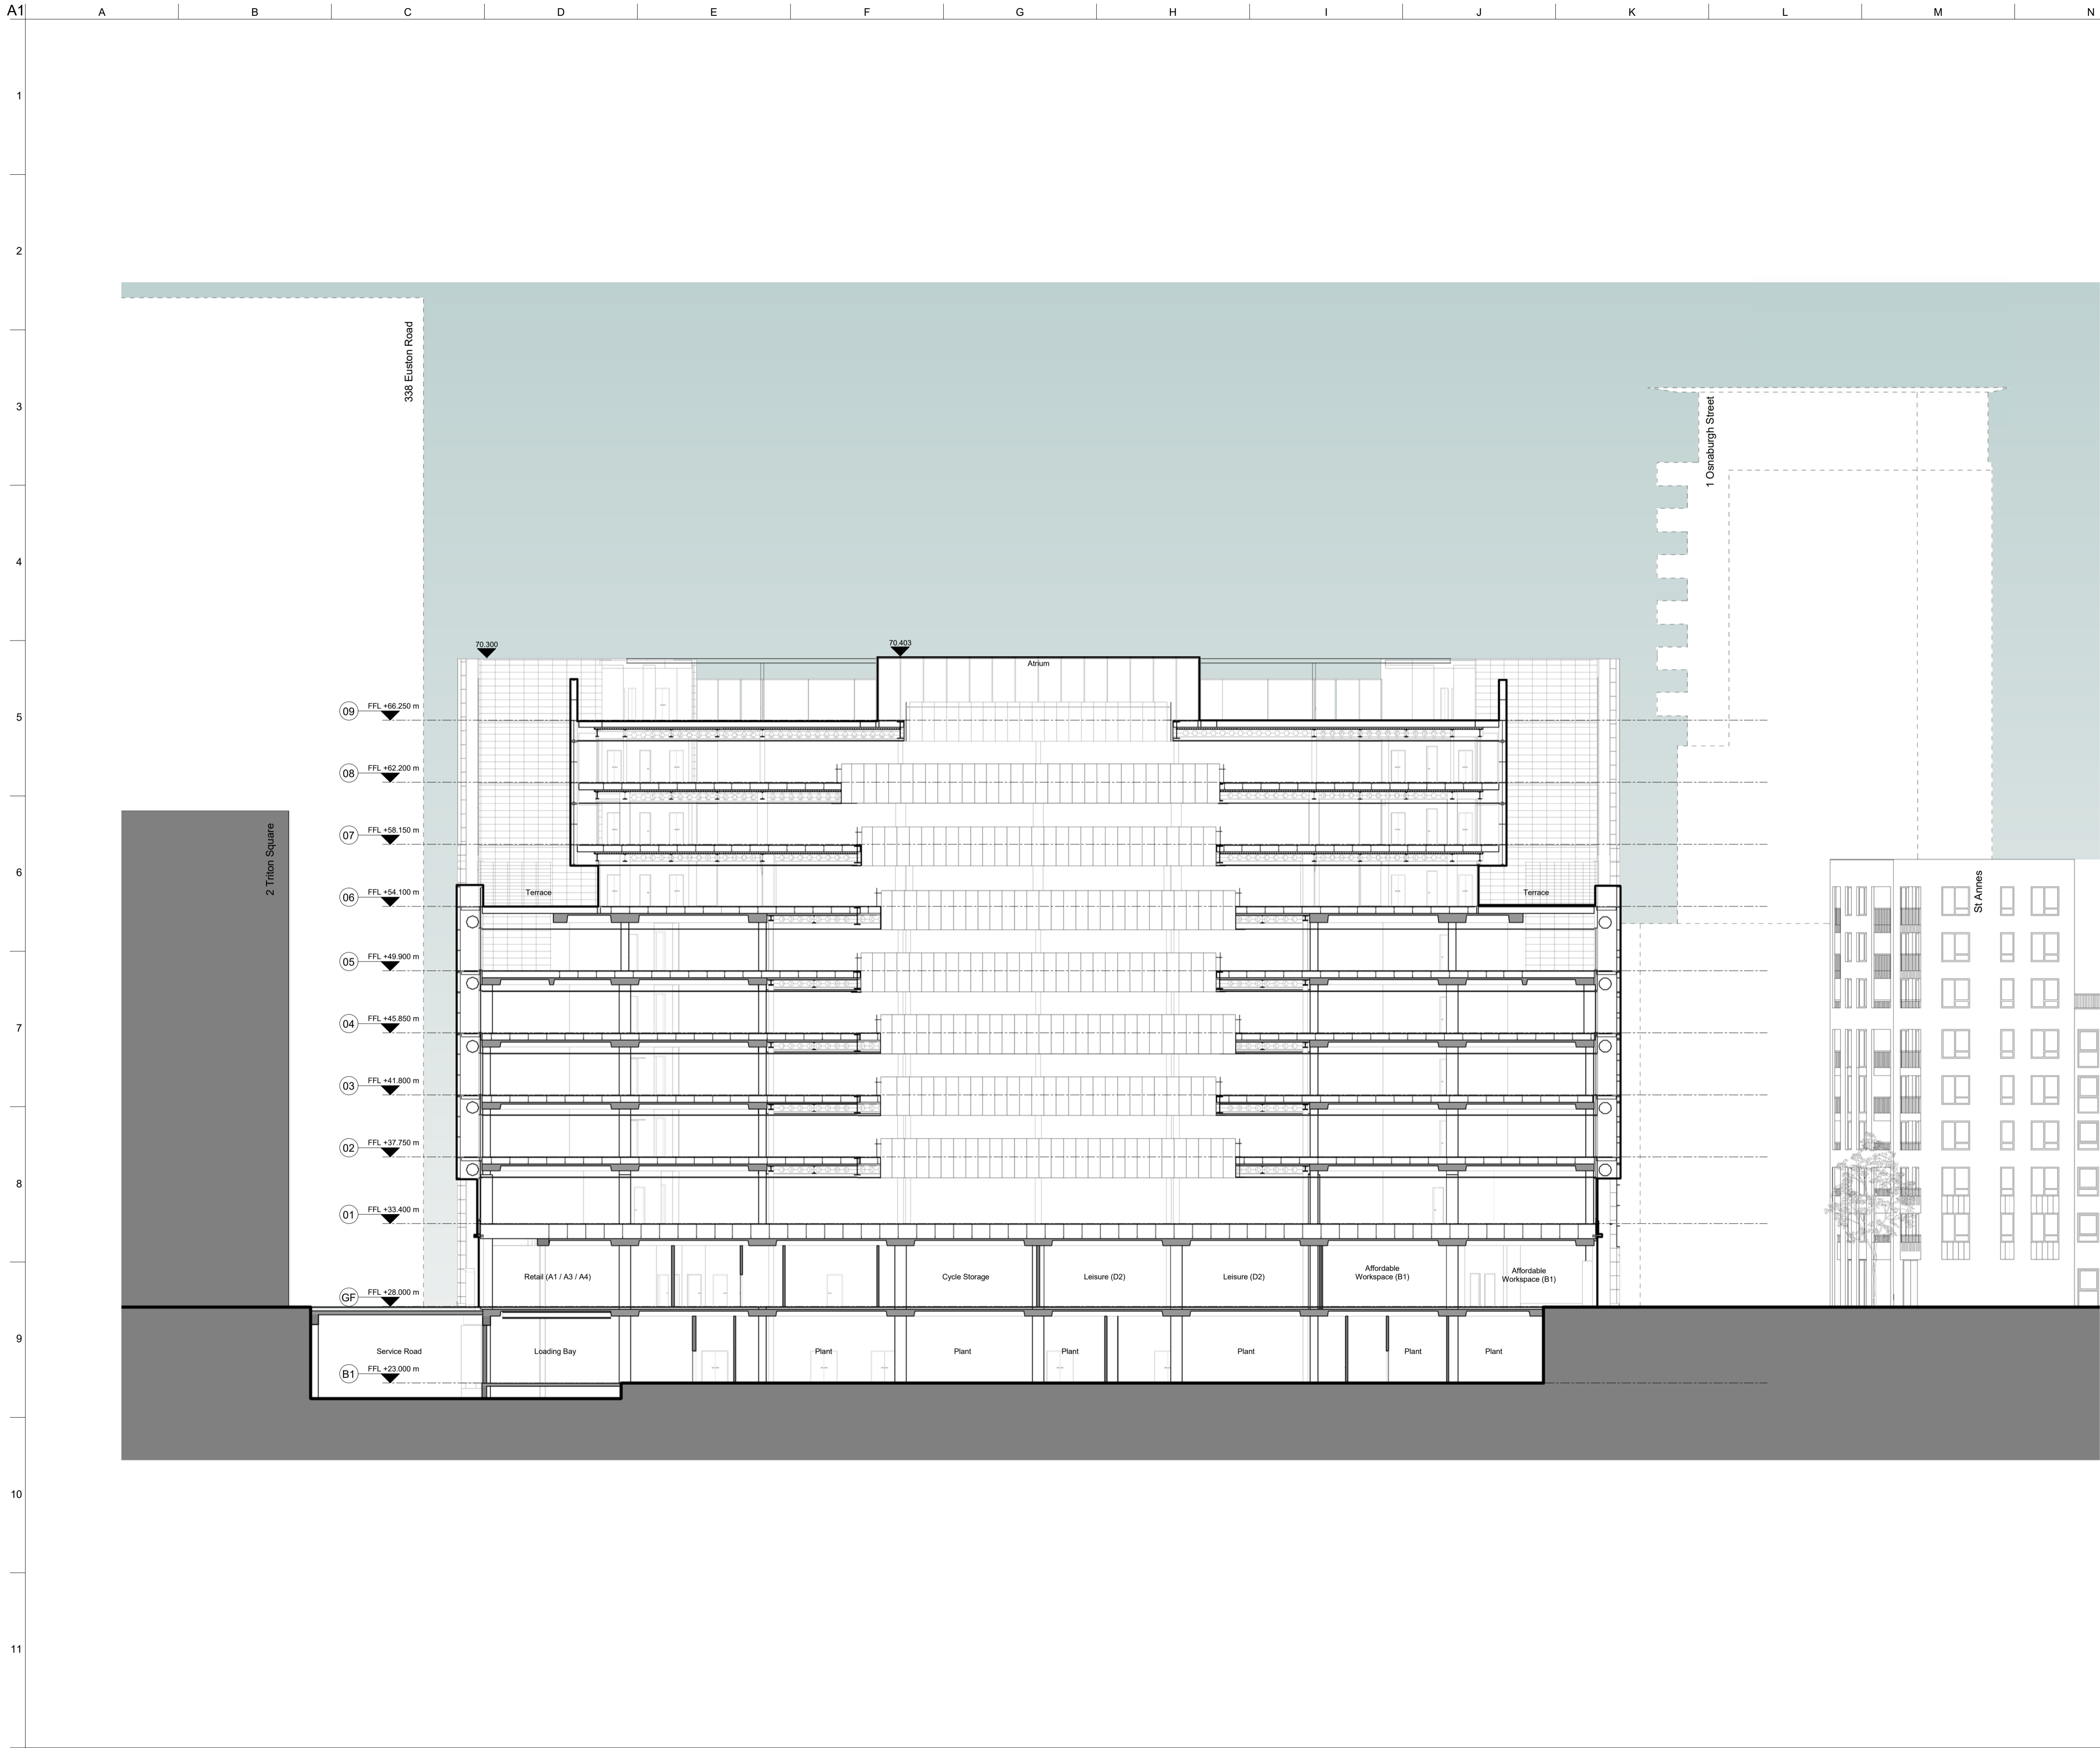 A1
A B C D E F G H I J K L M N
1
2
338 Euston Road
3
1 Osnaburgh Street
4
70.300
70.403
Atrium
5
09 FFL +66.250 m
08 FFL +62.200 m
2 Triton Square
07 FFL +58.150 m
6
St Annes
Terrace
Terrace
06 FFL +54.100 m
05 FFL +49.900 m
7
04 FFL +45.850 m
03 FFL +41.800 m
02 FFL +37.750 m
8
01 FFL +33.400 m
Retail (A1 / A3 / A4)
Cycle Storage
Leisure (D2)
Leisure (D2)
Affordable
Workspace (B1)
Affordable
Workspace (B1)
GF FFL +28.000 m
9
Service Road
Loading Bay
Plant
Plant
Plant
Plant
Plant
Plant
B1 FFL +23.000 m
10
11